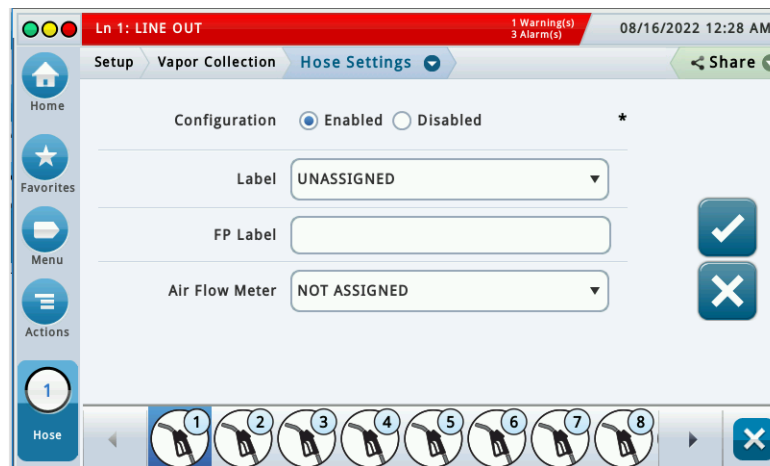 Ln 1: LINE OUT
1 Warning(s)
3 Alarm(s)
08/16/2022 12:28 AM
Setup
Vapor Collection
Hose Settings
Share
Home
Favorites
Menu
Actions
1
Hose
Configuration Enabled Disabled *
Label UNASSIGNED
FP Label
Air Flow Meter NOT ASSIGNED
1 2 3 4 5 6 7 8